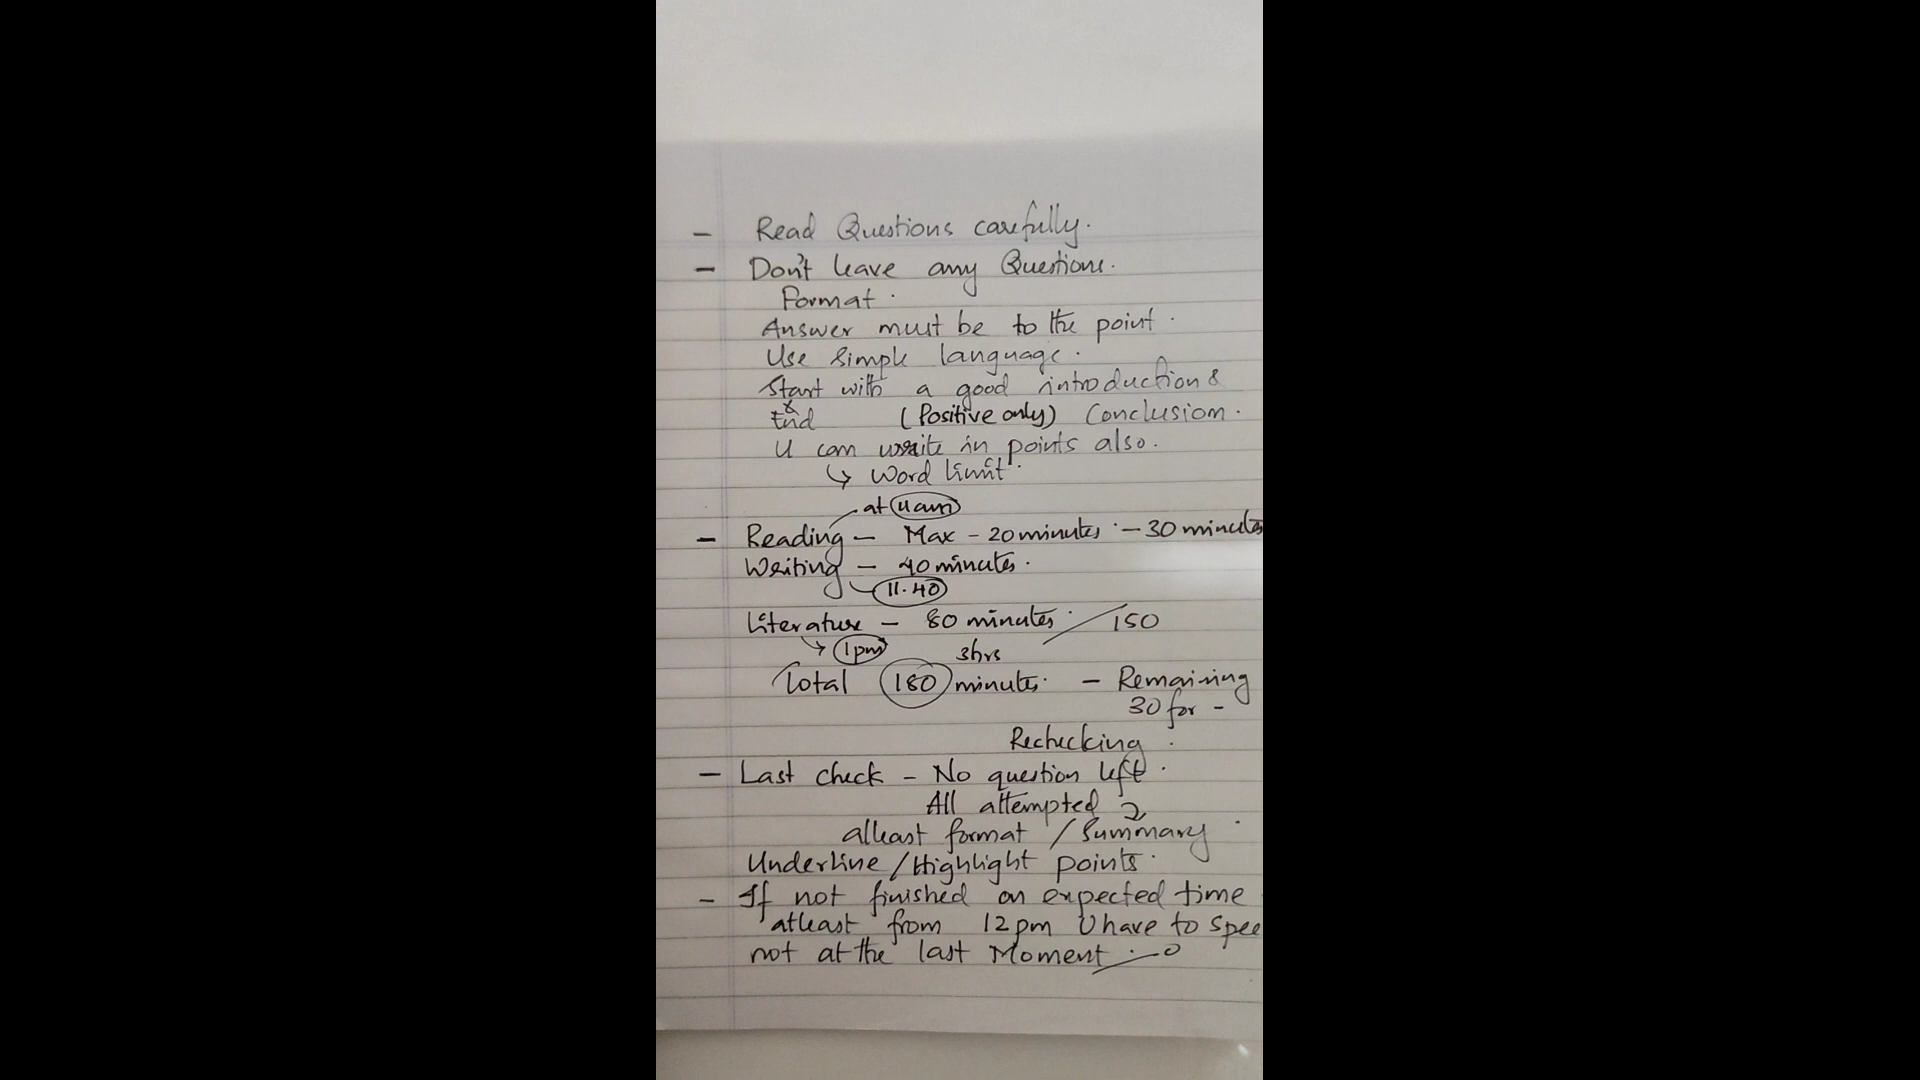 - Read Questions carefully.
- Don't leave any Questions.
Format.
Answer must be to the point.
Use simple language.
Start with a good introduction &
& End (Positive only) Conclusion.
U can write in points also.
↳ Word limit.
at 11am
- Reading - Max - 20 minutes - 30 minutes
Writing - 40 minutes.
11.40
Literature - 80 minutes. / 150
→ 1pm 3hrs
Total 180 minutes. - Remaining
30 for -
Rechecking.
- Last check - No question left.
All attempted
atleast format / Summary.
Underline / Highlight points.
- If not finished on expected time
atleast from 12pm U have to spee
not at the last Moment.